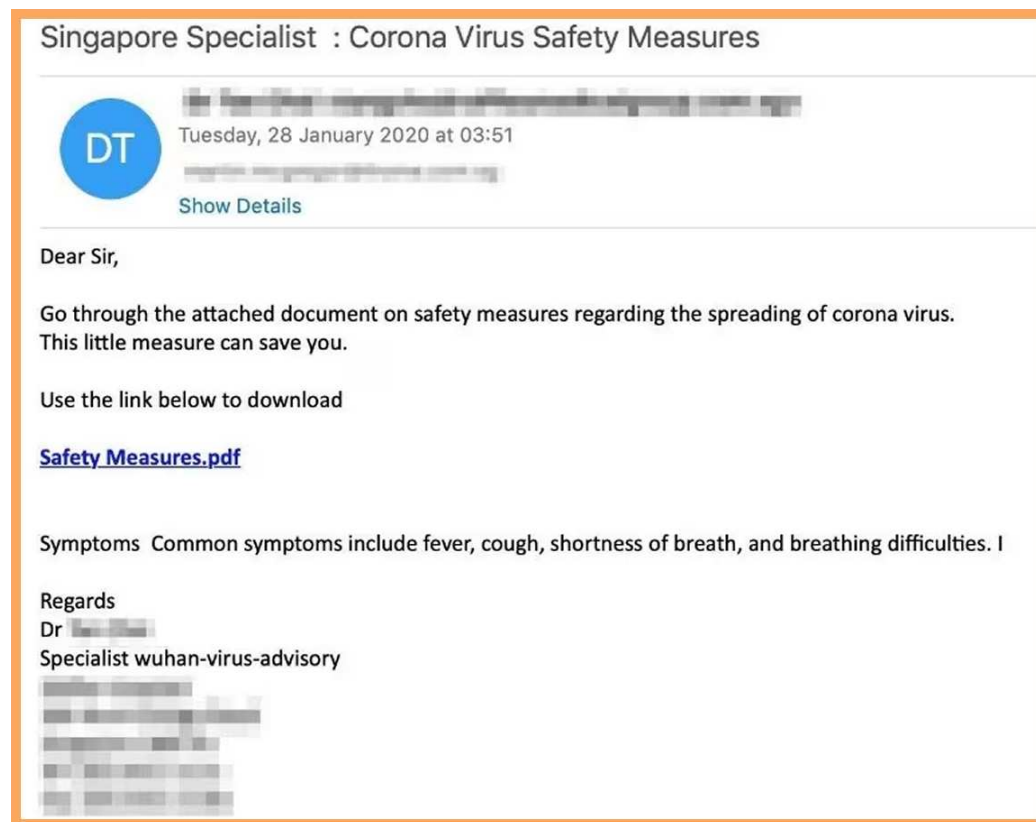 Singapore Specialist : Corona Virus Safety Measures
DT
Tuesday, 28 January 2020 at 03:51
Show Details
Dear Sir,
Go through the attached document on safety measures regarding the spreading of corona virus.
This little measure can save you.
Use the link below to download
Safety Measures.pdf
Symptoms Common symptoms include fever, cough, shortness of breath, and breathing difficulties. I
Regards
Dr
Specialist wuhan-virus-advisory